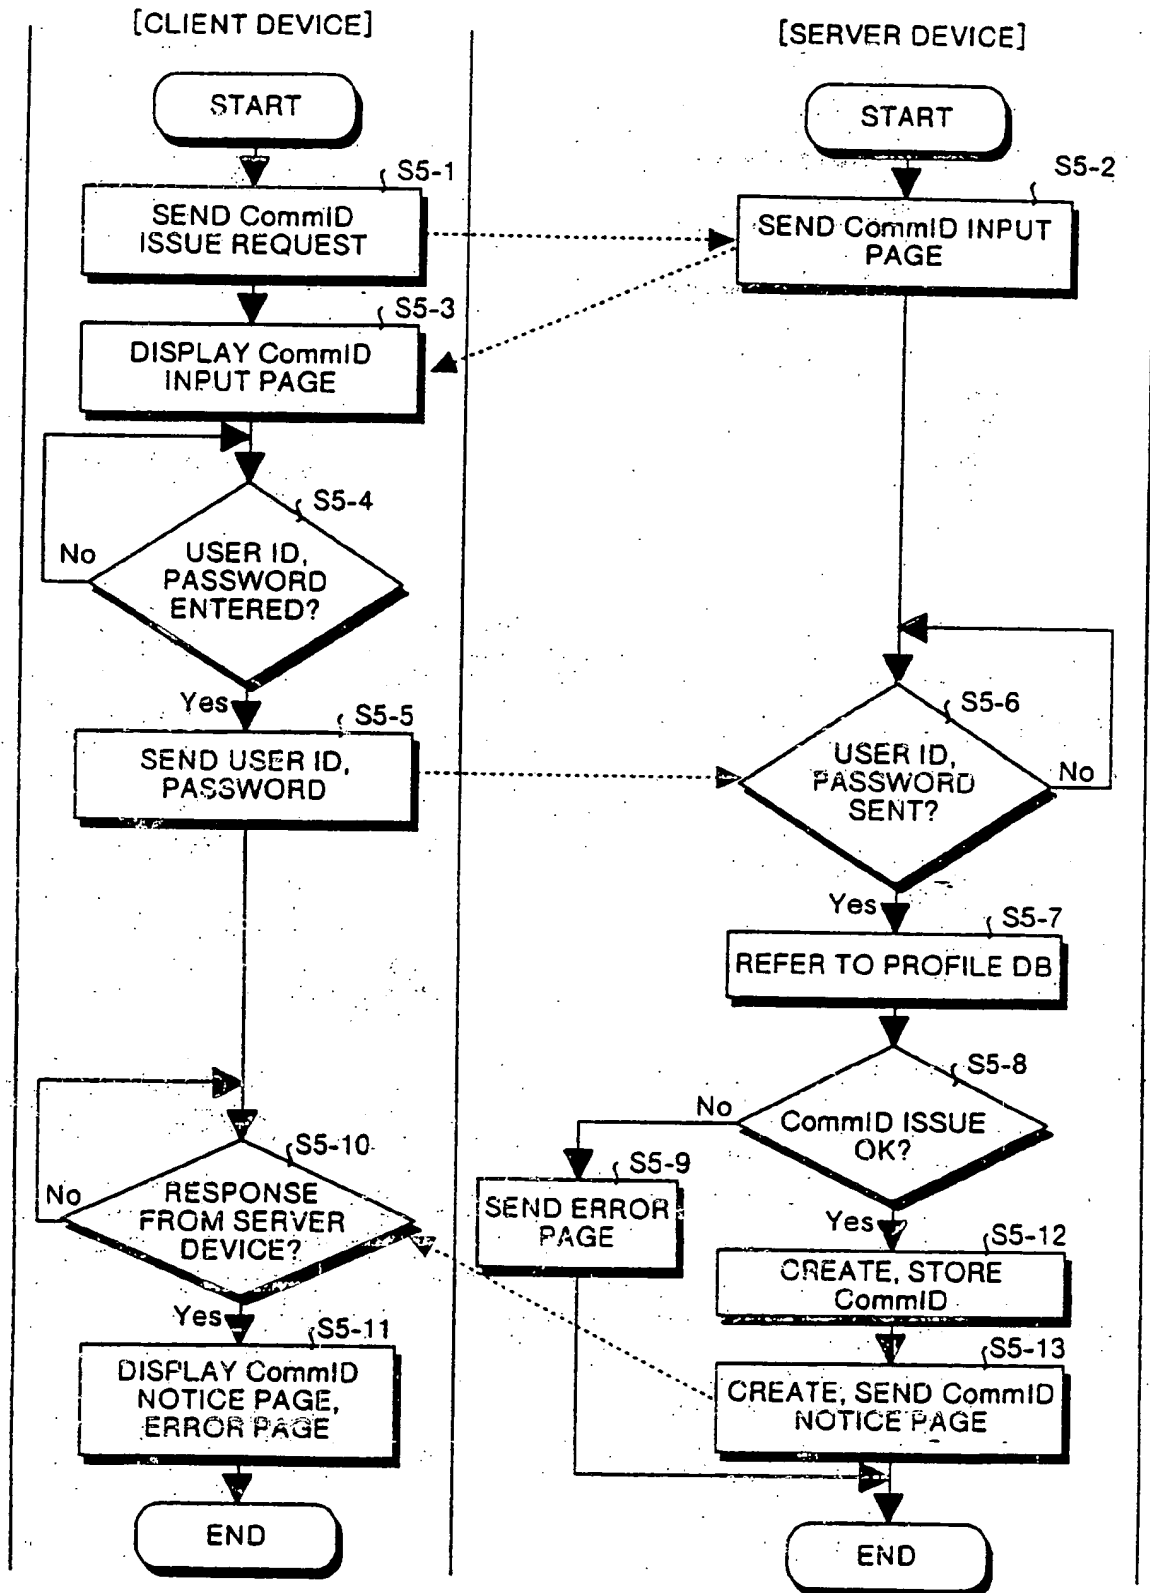 [CLIENT DEVICE]
START
S5-1
SEND CommID
ISSUE REQUEST
S5-3
DISPLAY CommID
INPUT PAGE
S5-4
No
USER ID,
PASSWORD
ENTERED?
Yes
S5-5
SEND USER ID,
PASSWORD
S5-10
No
RESPONSE
FROM SERVER
DEVICE?
Yes
S5-11
DISPLAY CommID
NOTICE PAGE,
ERROR PAGE
END
[SERVER DEVICE]
START
S5-2
SEND CommID INPUT
PAGE
S5-6
USER ID,
PASSWORD
SENT?
No
Yes
S5-7
REFER TO PROFILE DB
S5-8
No
CommID ISSUE
OK?
S5-9
SEND ERROR
PAGE
Yes
S5-12
CREATE, STORE
CommID
S5-13
CREATE, SEND CommID
NOTICE PAGE
END